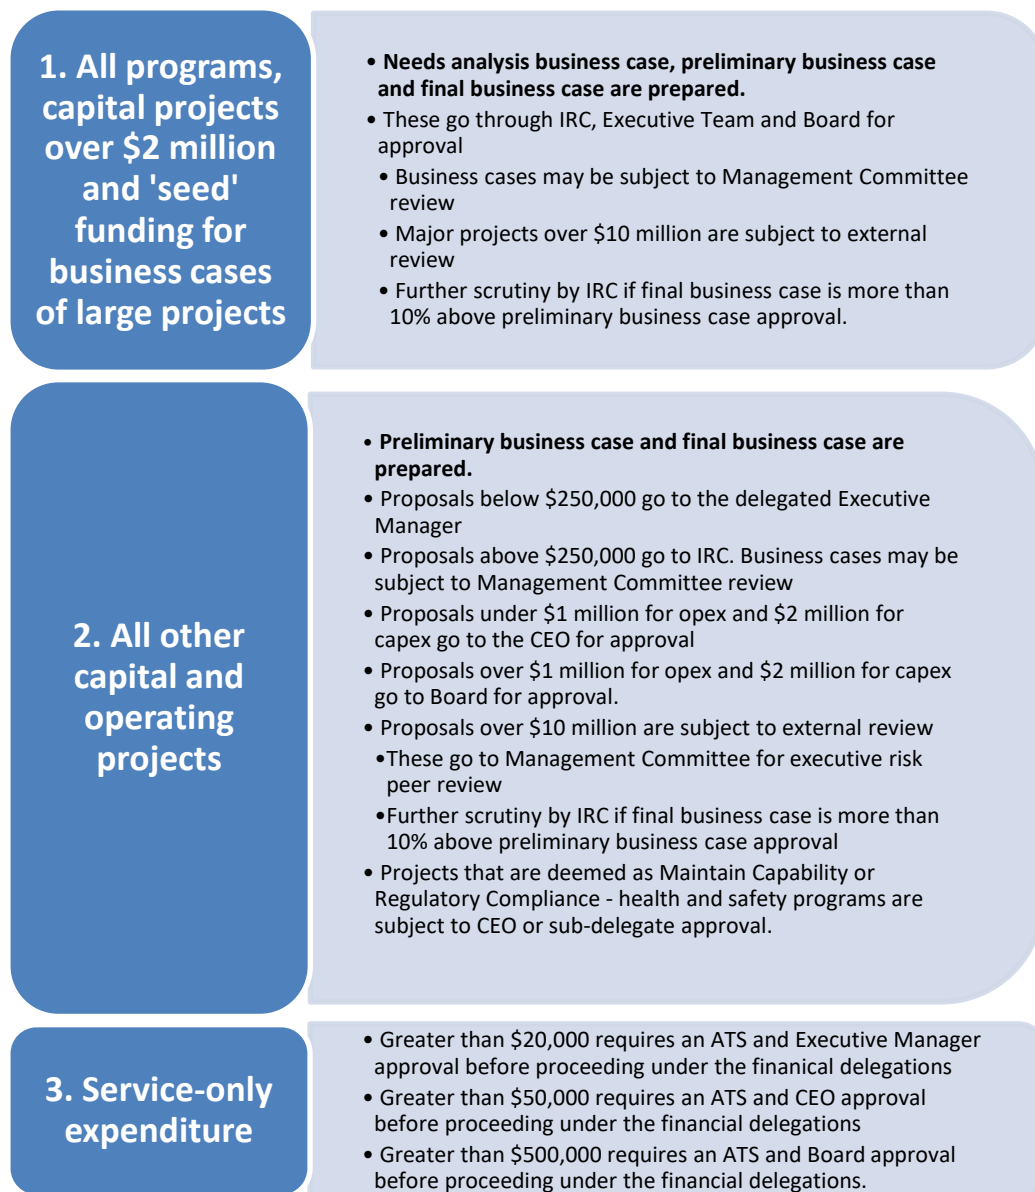 1. All programs,
capital projects
over $2 million
and 'seed'
funding for
business cases
of large projects
• Needs analysis business case, preliminary business case
and final business case are prepared.
• These go through IRC, Executive Team and Board for
approval
• Business cases may be subject to Management Committee
review
• Major projects over $10 million are subject to external
review
• Further scrutiny by IRC if final business case is more than
10% above preliminary business case approval.
2. All other
capital and
operating
projects
• Preliminary business case and final business case are
prepared.
• Proposals below $250,000 go to the delegated Executive
Manager
• Proposals above $250,000 go to IRC. Business cases may be
subject to Management Committee review
• Proposals under $1 million for opex and $2 million for
capex go to the CEO for approval
• Proposals over $1 million for opex and $2 million for capex
go to Board for approval.
• Proposals over $10 million are subject to external review
•These go to Management Committee for executive risk
peer review
•Further scrutiny by IRC if final business case is more than
10% above preliminary business case approval
• Projects that are deemed as Maintain Capability or
Regulatory Compliance - health and safety programs are
subject to CEO or sub-delegate approval.
3. Service-only
expenditure
• Greater than $20,000 requires an ATS and Executive Manager
approval before proceeding under the finanical delegations
• Greater than $50,000 requires an ATS and CEO approval
before proceeding under the financial delegations
• Greater than $500,000 requires an ATS and Board approval
before proceeding under the financial delegations.